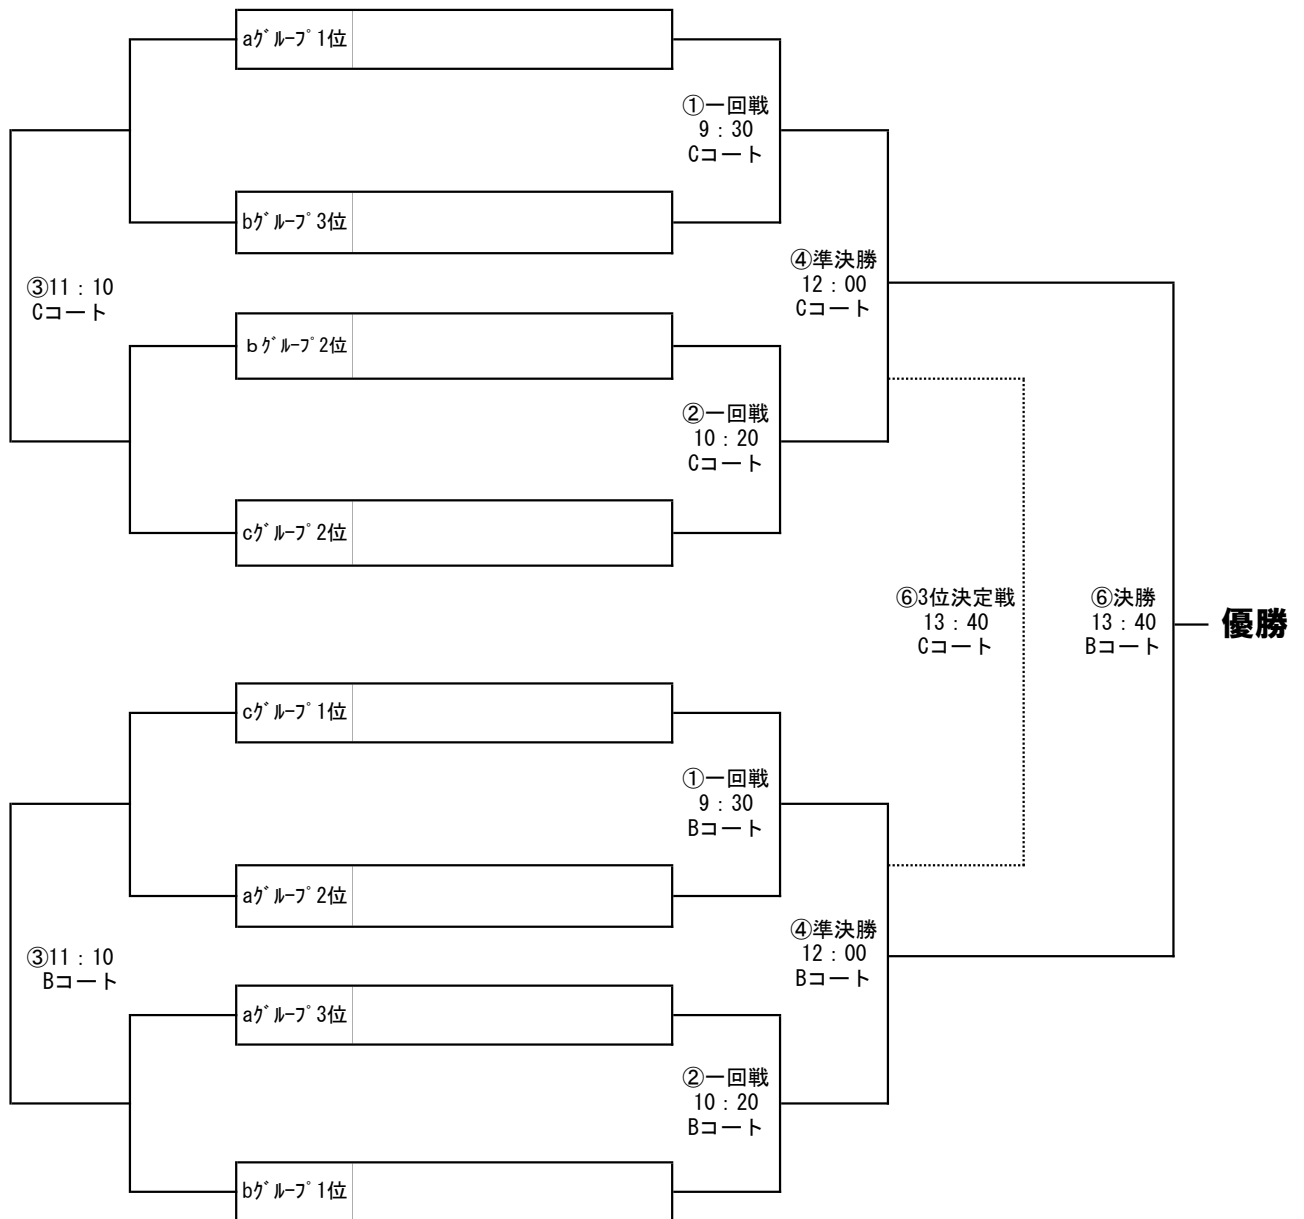 aｸﾞﾙｰﾌﾟ1位
①一回戦
9：30
Cコート
bｸﾞﾙｰﾌﾟ3位
③11：10
Cコート
④準決勝
12：00
Cコート
ｂｸﾞﾙｰﾌﾟ2位
②一回戦
10：20
Cコート
cｸﾞﾙｰﾌﾟ2位
⑥3位決定戦
13：40
Cコート
⑥決勝
13：40
Bコート
優勝
cｸﾞﾙｰﾌﾟ1位
①一回戦
9：30
Bコート
aｸﾞﾙｰﾌﾟ2位
③11：10
Bコート
④準決勝
12：00
Bコート
aｸﾞﾙｰﾌﾟ3位
②一回戦
10：20
Bコート
bｸﾞﾙｰﾌﾟ1位